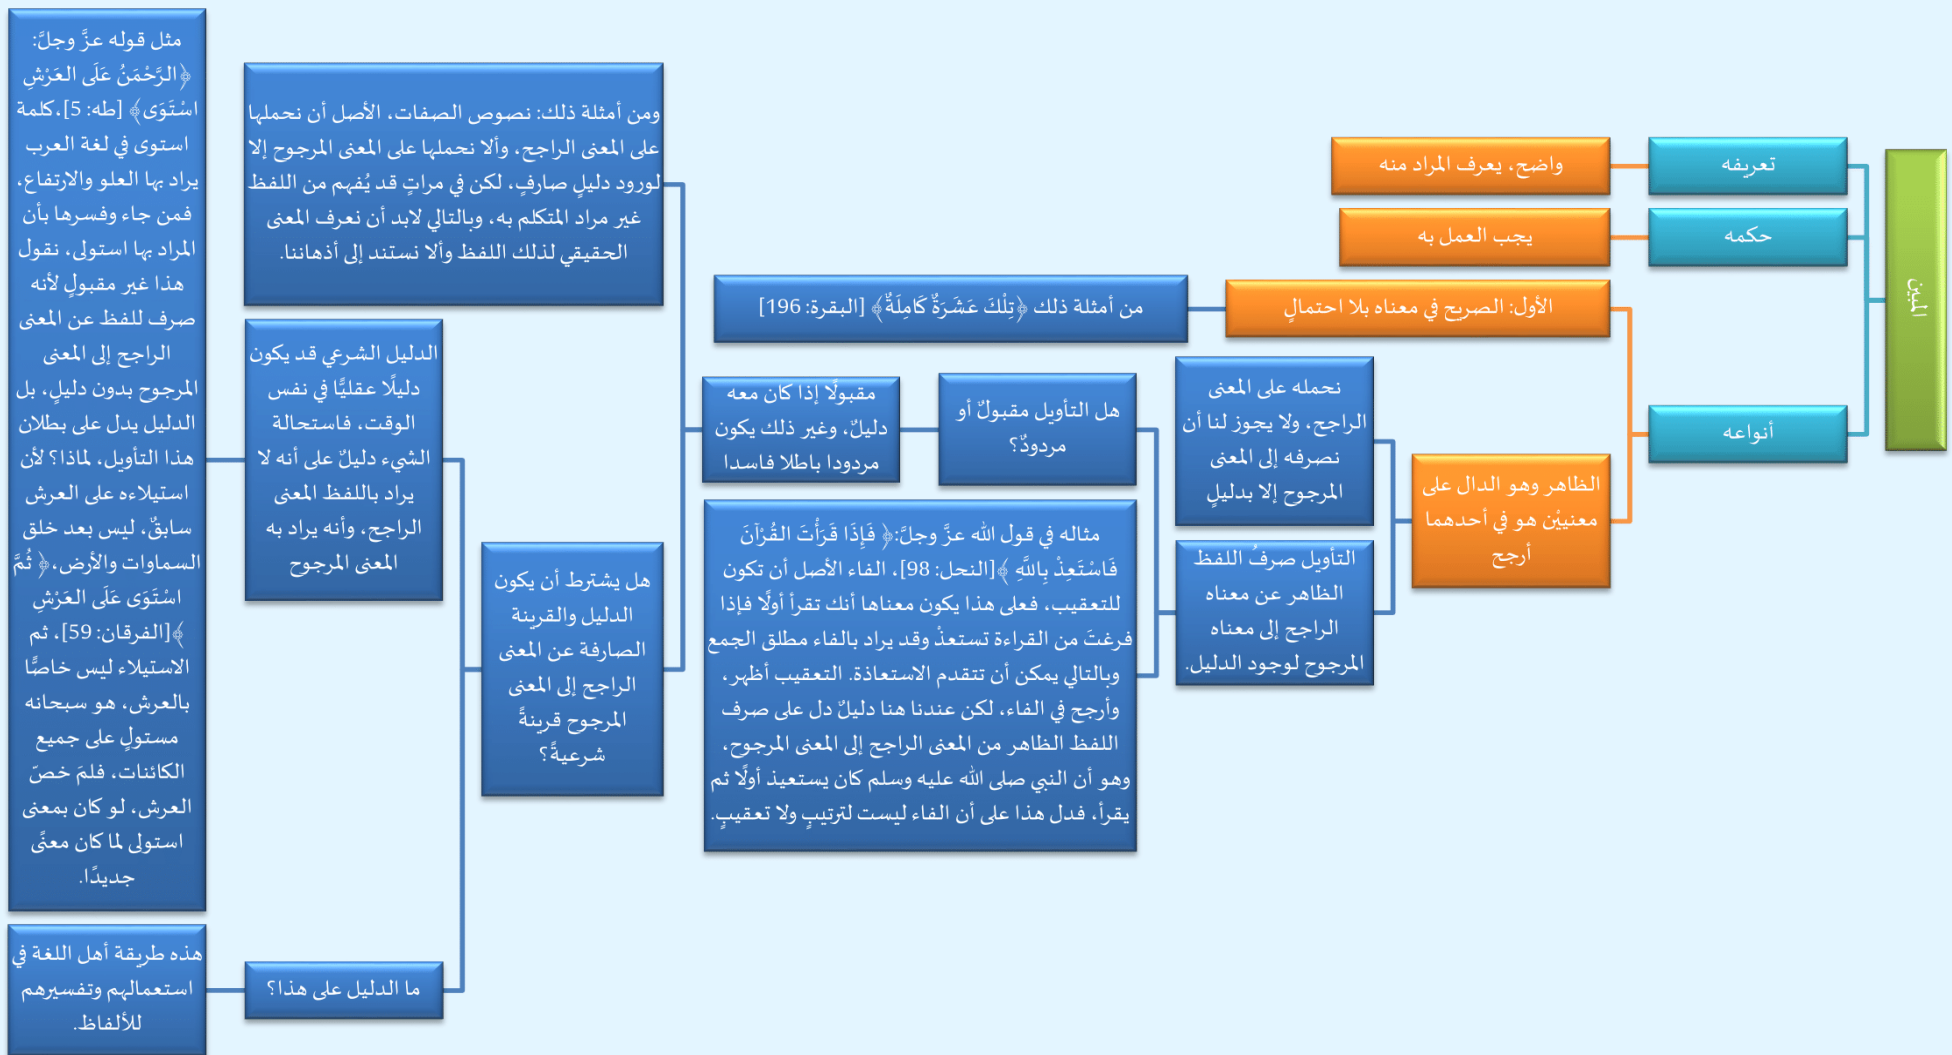 المبين
تعريفه
واضح، يعرف المراد منه
حكمه
يجب العمل به
أنواعه
الأول: الصريح في معناه بلا احتمالٍ
من أمثلة ذلك ﴿تِلْكَ عَشَرَةٌ كَامِلَةٌ﴾ [البقرة: 196]
الظاهر وهو الدال على
معنييْن هو في أحدهما
أرجح
نحمله على المعنى
الراجح، ولا يجوز لنا أن
نصرفه إلى المعنى
المرجوح إلا بدليلٍ
التأويل صرفُ اللفظ
الظاهر عن معناه
الراجح إلى معناه
المرجوح لوجود الدليل.
هل التأويل مقبولٌ أو
مردودٌ؟
مقبولًا إذا كان معه
دليلٌ، وغير ذلك يكون
مردودا باطلا فاسدا
ومن أمثلة ذلك: نصوص الصفات، الأصل أن نحملها
على المعنى الراجح، وألا نحملها على المعنى المرجوح إلا
لورود دليلٍ صارفٍ، لكن في مراتٍ قد يُفهم من اللفظ
غير مراد المتكلم به، وبالتالي لابد أن نعرف المعنى
الحقيقي لذلك اللفظ وألا نستند إلى أذهاننا.
هل يشترط أن يكون
الدليل والقرينة
الصارفة عن المعنى
الراجح إلى المعنى
المرجوح قرينةً
شرعيةً؟
الدليل الشرعي قد يكون
دليلًا عقليًّا في نفس
الوقت، فاستحالة
الشيء دليلٌ على أنه لا
يراد باللفظ المعنى
الراجح، وأنه يراد به
المعنى المرجوح
مثل قوله عزَّ وجلَّ:
﴿الرَّحْمَنُ عَلَى العَرْشِ
اسْتَوَى﴾ [طه: 5]،كلمة
استوى في لغة العرب
يراد بها العلو والارتفاع،
فمن جاء وفسرها بأن
المراد بها استولى، نقول
هذا غير مقبولٍ لأنه
صرف للفظ عن المعنى
الراجح إلى المعنى
المرجوح بدون دليلٍ، بل
الدليل يدل على بطلان
هذا التأويل، لماذا؟ لأن
استيلاءه على العرش
سابقٌ، ليس بعد خلق
السماوات والأرض،﴿ ثُمَّ
اسْتَوَى عَلَى العَرْشِ
﴾[الفرقان: 59]، ثم
الاستيلاء ليس خاصًّا
بالعرش، هو سبحانه
مستولٍ على جميع
الكائنات، فلمَ خصّ
العرش، لو كان بمعنى
استولى لما كان معنًى
جديدًا.
ما الدليل على هذا؟
هذه طريقة أهل اللغة في
استعمالهم وتفسيرهم
للألفاظ.
مثاله في قول الله عزَّ وجلَّ:﴿ فَإِذَا قَرَأْتَ القُرْآنَ
فَاسْتَعِذْ بِاللَّهِ ﴾[النحل: 98]، الفاء الأصل أن تكون
للتعقيب، فعلى هذا يكون معناها أنك تقرأ أولًا فإذا
فرغتَ من القراءة تستعذْ وقد يراد بالفاء مطلق الجمع
وبالتالي يمكن أن تتقدم الاستعاذة. التعقيب أظهر،
وأرجح في الفاء، لكن عندنا هنا دليلٌ دل على صرف
اللفظ الظاهر من المعنى الراجح إلى المعنى المرجوح،
وهو أن النبي صلى الله عليه وسلم كان يستعيذ أولًا ثم
يقرأ، فدل هذا على أن الفاء ليست لترتيبٍ ولا تعقيبٍ.